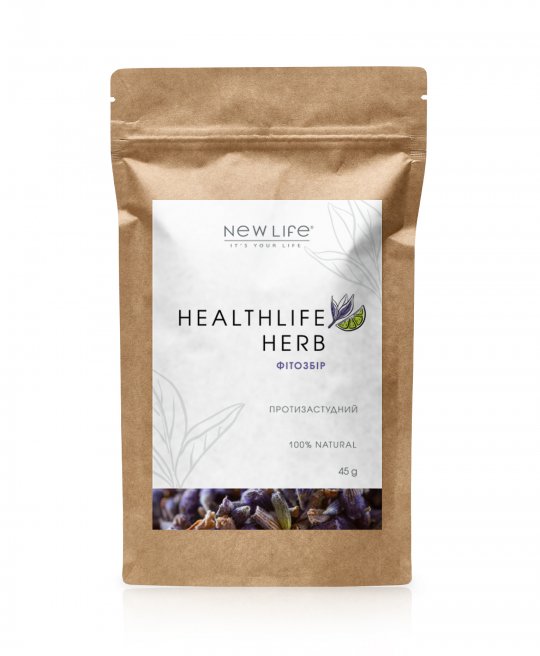 NEW LIFE®
IT'S YOUR LIFE
HEALTHLIFE
HERB
ФІТОЗБІР
ПРОТИЗАСТУДНИЙ
100% NATURAL
45 g